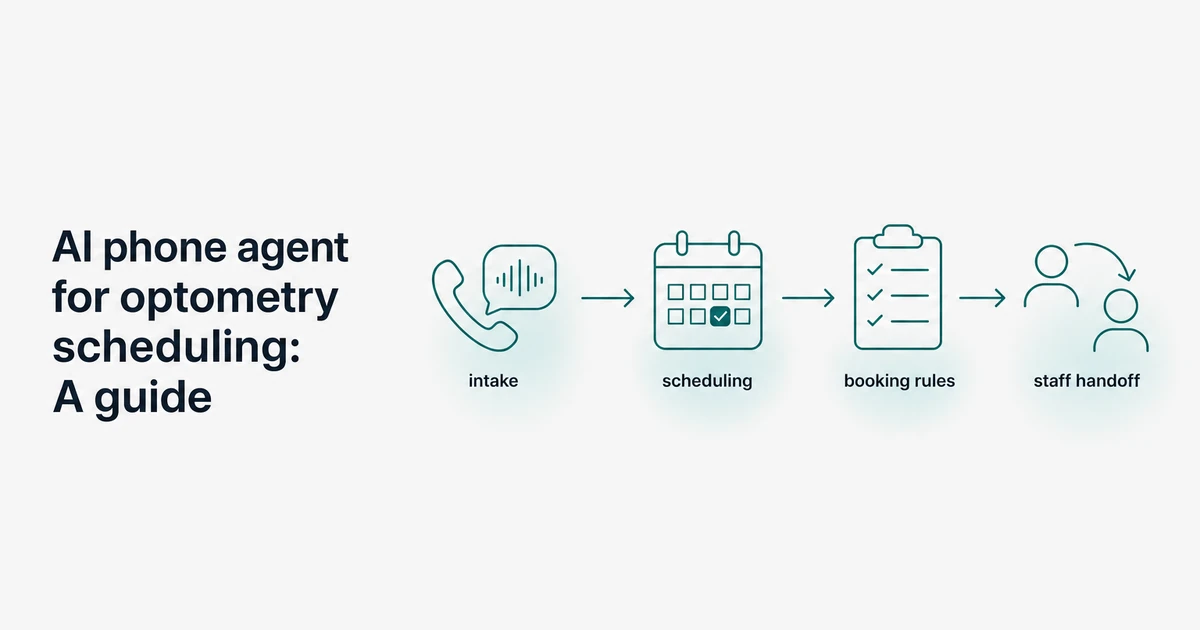 AI phone agent
for optometry
scheduling:
A guide
intake
scheduling
booking rules
staff handoff